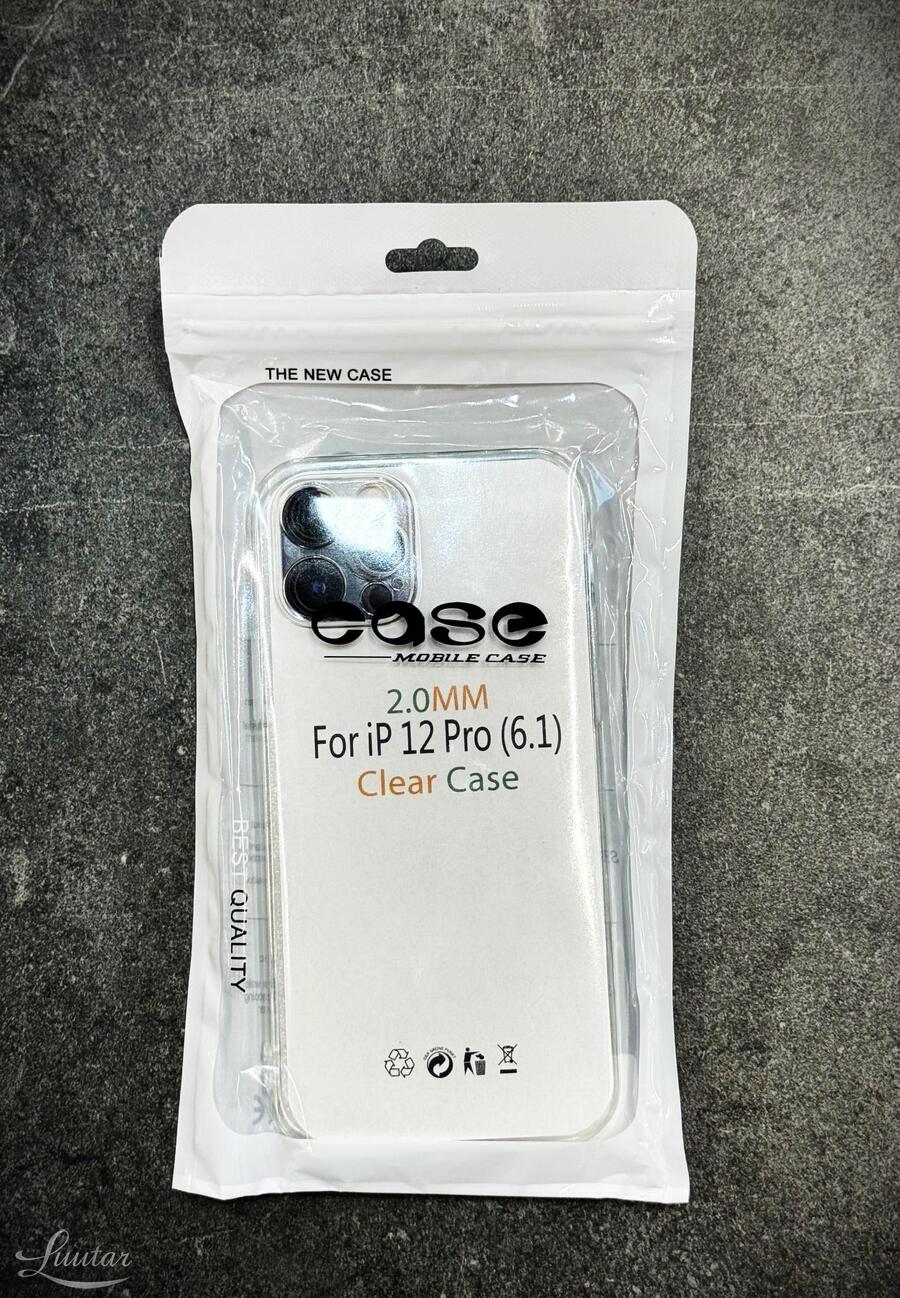 THE NEW CASE
case
MOBILE CASE
2.0MM
For iP 12 Pro (6.1)
Clear Case
BEST QUALITY
Luutar